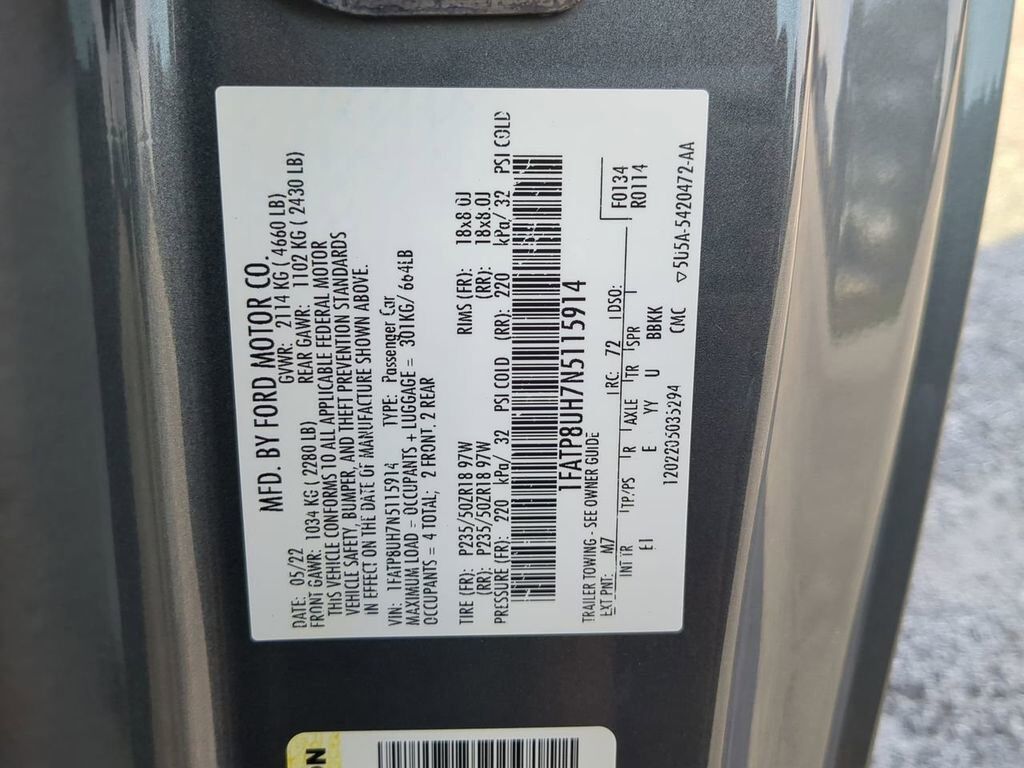 MFD. BY FORD MOTOR CO.
DATE: 05/22 GVWR: 2114 KG ( 4660 LB)
FRONT GAWR: 1034 KG ( 2280 LB) REAR GAWR: 1102 KG ( 2430 LB)
THIS VEHICLE CONFORMS TO ALL APPLICABLE FEDERAL MOTOR
VEHICLE SAFETY, BUMPER, AND THEFT PREVENTION STANDARDS
IN EFFECT ON THE DATE OF MANUFACTURE SHOWN ABOVE.
VIN: 1FATP8UH7N5115914 TYPE: Passenger Car
MAXIMUM LOAD = OCCUPANTS + LUGGAGE = 301KG/ 664LB
OCCUPANTS = 4 TOTAL; 2 FRONT, 2 REAR
TIRE (FR): P235/50ZR18 97W RIMS (FR): 18x8.0J
(RR): P235/50ZR18 97W (RR): 18x8.0J
PRESSURE (FR): 220 kPa/ 32 PSI COLD (RR): 220 kPa/ 32 PSI COLD
1FATP8UH7N5115914
TRAILER TOWING - SEE OWNER GUIDE
EXT PNT: M7 RC: 72 DSO: F0134
R0114
INT TR TP/PS R AXLE TR SPR
EI E YY U BBKK
120220505035294 CMC ▽5U5A-5420472-AA